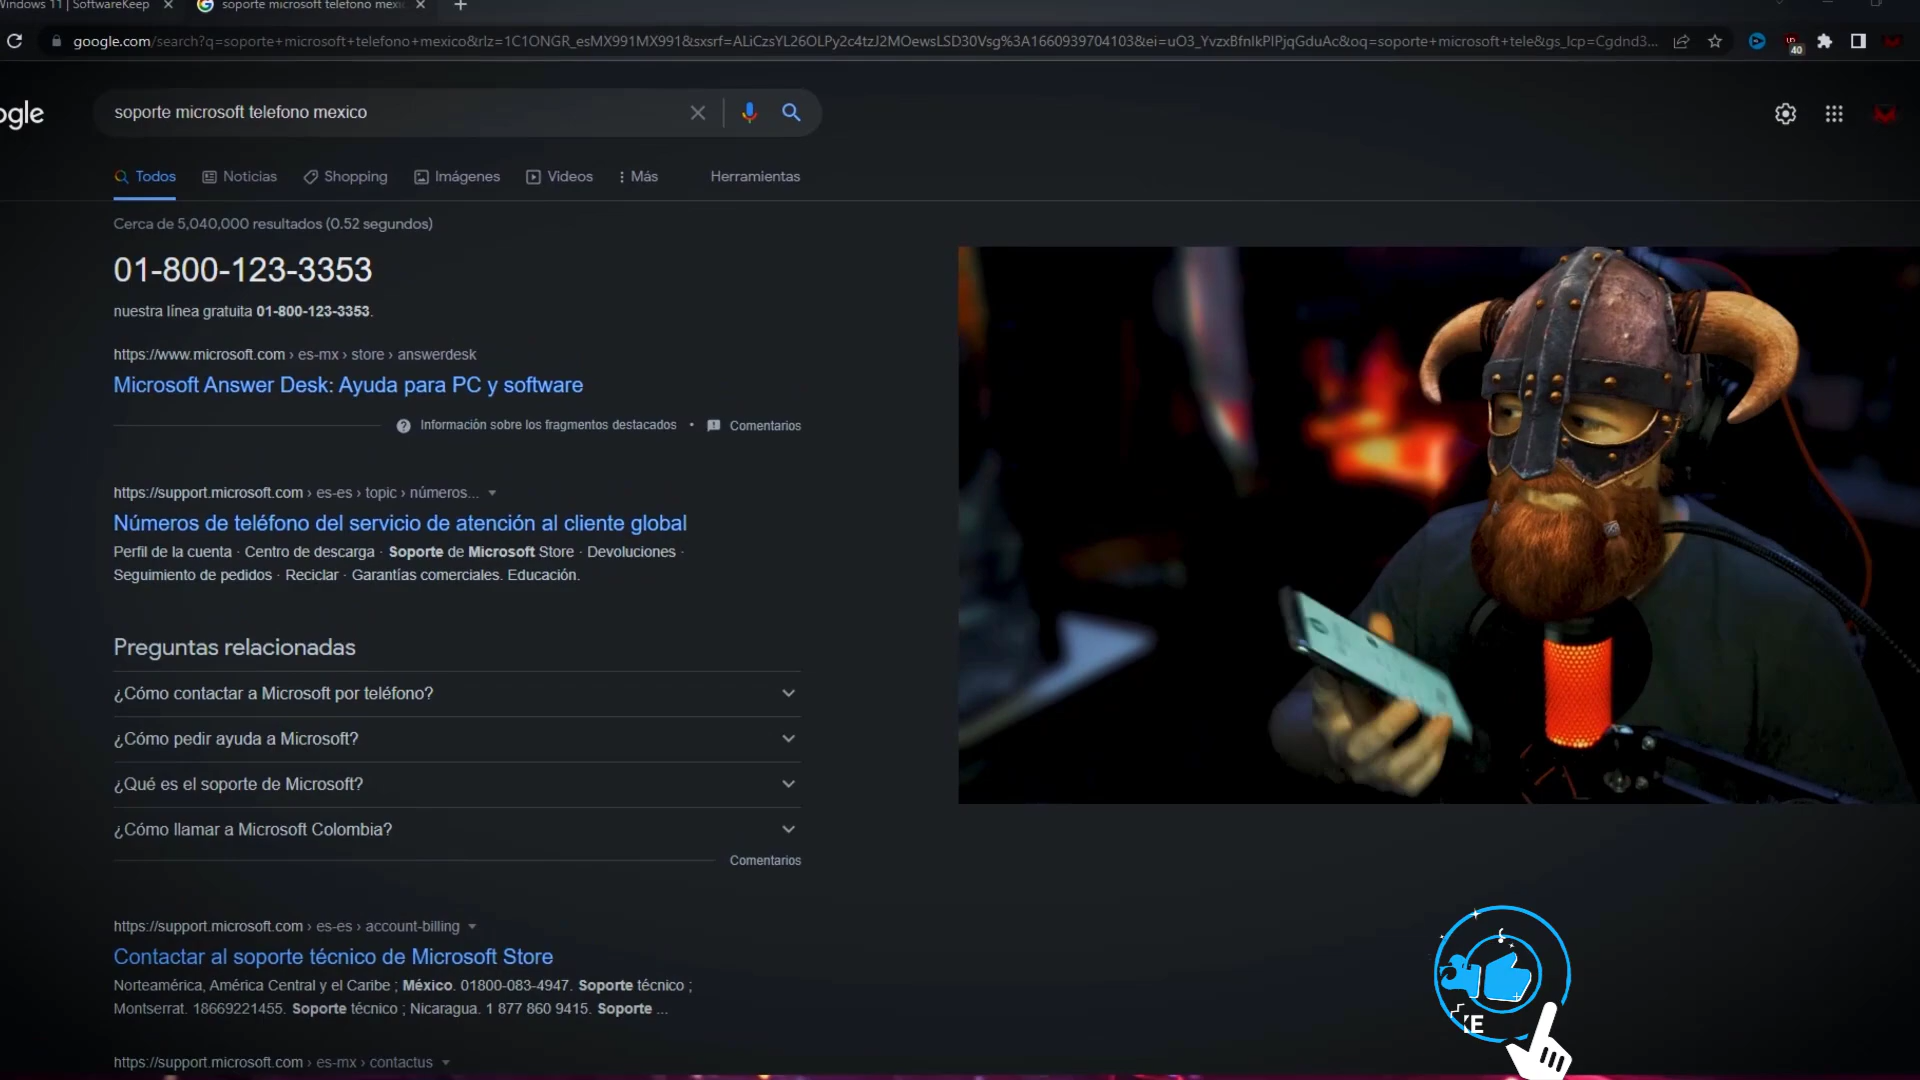 Windows 11 | SoftwareKeep
soporte microsoft telefono mexic
google.com/search?q=soporte+microsoft+telefono+mexico&rlz=1C1ONGR_esMX991MX991&sxsrf=ALiCzsYL26OLPy2c4tzJ2MOewsLSD30Vsg%3A1660939704103&ei=uO3_YvzxBfnIkPIPjqGduAc&oq=soporte+microsoft+tele&gs_lcp=Cgdnd3...
40
ogle
soporte microsoft telefono mexico
Todos
Noticias
Shopping
Imágenes
Videos
Más
Herramientas
Cerca de 5,040,000 resultados (0.52 segundos)
01-800-123-3353
nuestra línea gratuita 01-800-123-3353.
https://www.microsoft.com › es-mx › store › answerdesk
Microsoft Answer Desk: Ayuda para PC y software
Información sobre los fragmentos destacados • Comentarios
https://support.microsoft.com › es-es › topic › números...
Números de teléfono del servicio de atención al cliente global
Perfil de la cuenta · Centro de descarga · Soporte de Microsoft Store · Devoluciones ·
Seguimiento de pedidos · Reciclar · Garantías comerciales. Educación.
Preguntas relacionadas
¿Cómo contactar a Microsoft por teléfono?
¿Cómo pedir ayuda a Microsoft?
¿Qué es el soporte de Microsoft?
¿Cómo llamar a Microsoft Colombia?
Comentarios
https://support.microsoft.com › es-es › account-billing
Contactar al soporte técnico de Microsoft Store
Norteamérica, América Central y el Caribe ; México. 01800-083-4947. Soporte técnico ;
Montserrat. 18669221455. Soporte técnico ; Nicaragua. 1 877 860 9415. Soporte ...
https://support.microsoft.com › es-mx › contactus